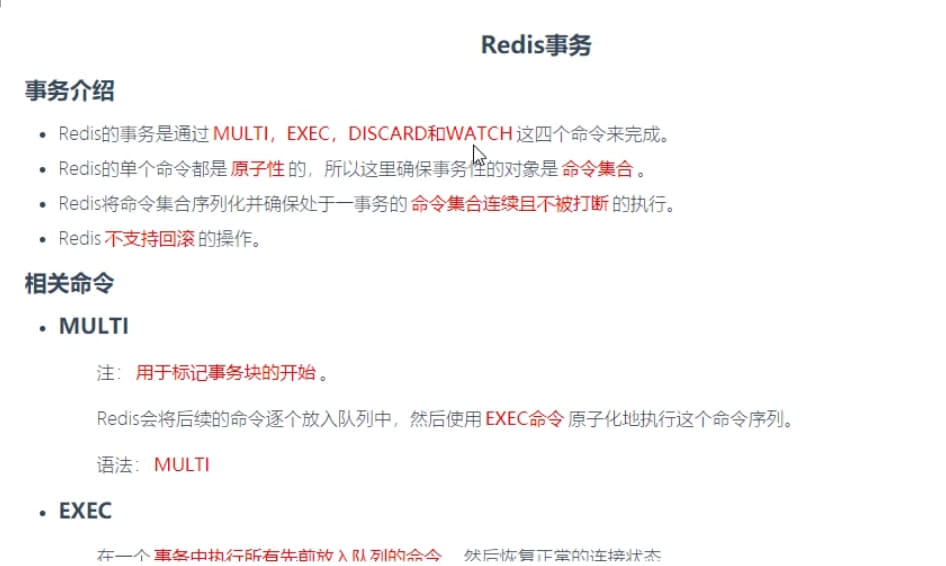 Redis事务
事务介绍
• Redis的事务是通过 MULTI，EXEC，DISCARD和WATCH 这四个命令来完成。
• Redis的单个命令都是 原子性 的，所以这里确保事务性的对象是 命令集合 。
• Redis将命令集合序列化并确保处于一事务的 命令集合连续且不被打断 的执行。
• Redis 不支持回滚 的操作。
相关命令
• MULTI
注： 用于标记事务块的开始 。
Redis会将后续的命令逐个放入队列中，然后使用 EXEC命令 原子化地执行这个命令序列。
语法： MULTI
• EXEC
在一个 事务中执行所有先前放入队列的命令 ，然后恢复正常的连接状态